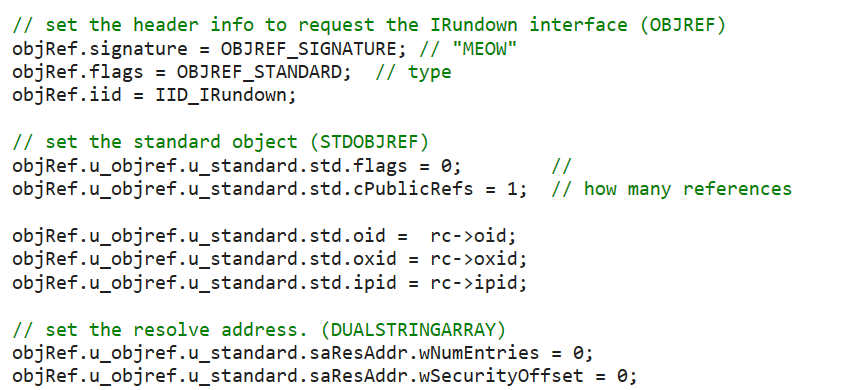 // set the header info to request the IRundown interface (OBJREF)
objRef.signature = OBJREF_SIGNATURE; // "MEOW"
objRef.flags = OBJREF_STANDARD;  // type
objRef.iid = IID_IRundown;

// set the standard object (STDOBJREF)
objRef.u_objref.u_standard.std.flags = 0;        //
objRef.u_objref.u_standard.std.cPublicRefs = 1;  // how many references

objRef.u_objref.u_standard.std.oid =  rc->oid;
objRef.u_objref.u_standard.std.oxid = rc->oxid;
objRef.u_objref.u_standard.std.ipid = rc->ipid;

// set the resolve address. (DUALSTRINGARRAY)
objRef.u_objref.u_standard.saResAddr.wNumEntries = 0;
objRef.u_objref.u_standard.saResAddr.wSecurityOffset = 0;